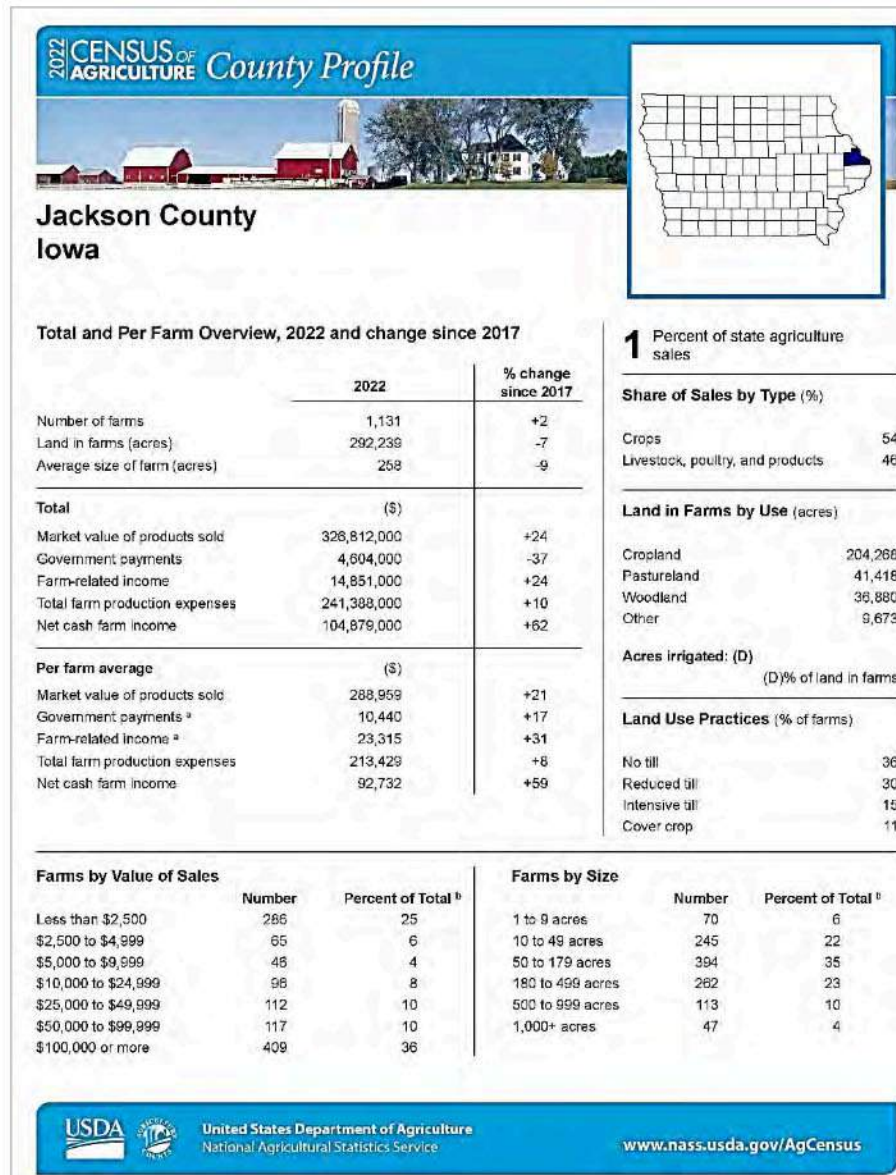 2022 CENSUS OF AGRICULTURE County Profile
Jackson County
Iowa
Total and Per Farm Overview, 2022 and change since 2017
2022 % change since 2017
Number of farms 1,131 +2
Land in farms (acres) 292,239 -7
Average size of farm (acres) 258 -9
Total ($)
Market value of products sold 326,812,000 +24
Government payments 4,604,000 -37
Farm-related income 14,851,000 +24
Total farm production expenses 241,388,000 +10
Net cash farm income 104,879,000 +62
Per farm average ($)
Market value of products sold 288,959 +21
Government payments a 10,440 +17
Farm-related income a 23,315 +31
Total farm production expenses 213,429 +8
Net cash farm income 92,732 +59
1 Percent of state agriculture
sales
Share of Sales by Type (%)
Crops 54
Livestock, poultry, and products 46
Land in Farms by Use (acres)
Cropland 204,268
Pastureland 41,418
Woodland 36,880
Other 9,673
Acres irrigated: (D)
(D)% of land in farms
Land Use Practices (% of farms)
No till 36
Reduced till 30
Intensive till 15
Cover crop 11
Farms by Value of Sales
Number Percent of Total b
Less than $2,500 286 25
$2,500 to $4,999 65 6
$5,000 to $9,999 46 4
$10,000 to $24,999 96 8
$25,000 to $49,999 112 10
$50,000 to $99,999 117 10
$100,000 or more 409 36
Farms by Size
Number Percent of Total b
1 to 9 acres 70 6
10 to 49 acres 245 22
50 to 179 acres 394 35
180 to 499 acres 262 23
500 to 999 acres 113 10
1,000+ acres 47 4
USDA
United States Department of Agriculture
National Agricultural Statistics Service
www.nass.usda.gov/AgCensus